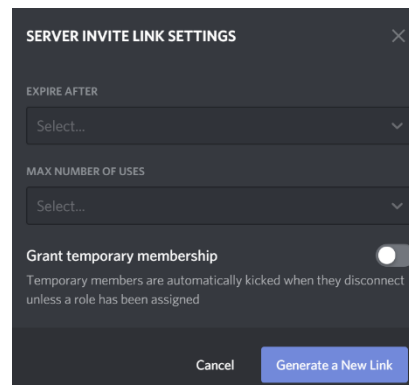 SERVER INVITE LINK SETTINGS
EXPIRE AFTER
Select...
MAX NUMBER OF USES
Select...
Grant temporary membership
Temporary members are automatically kicked when they disconnect
unless a role has been assigned
Cancel
Generate a New Link